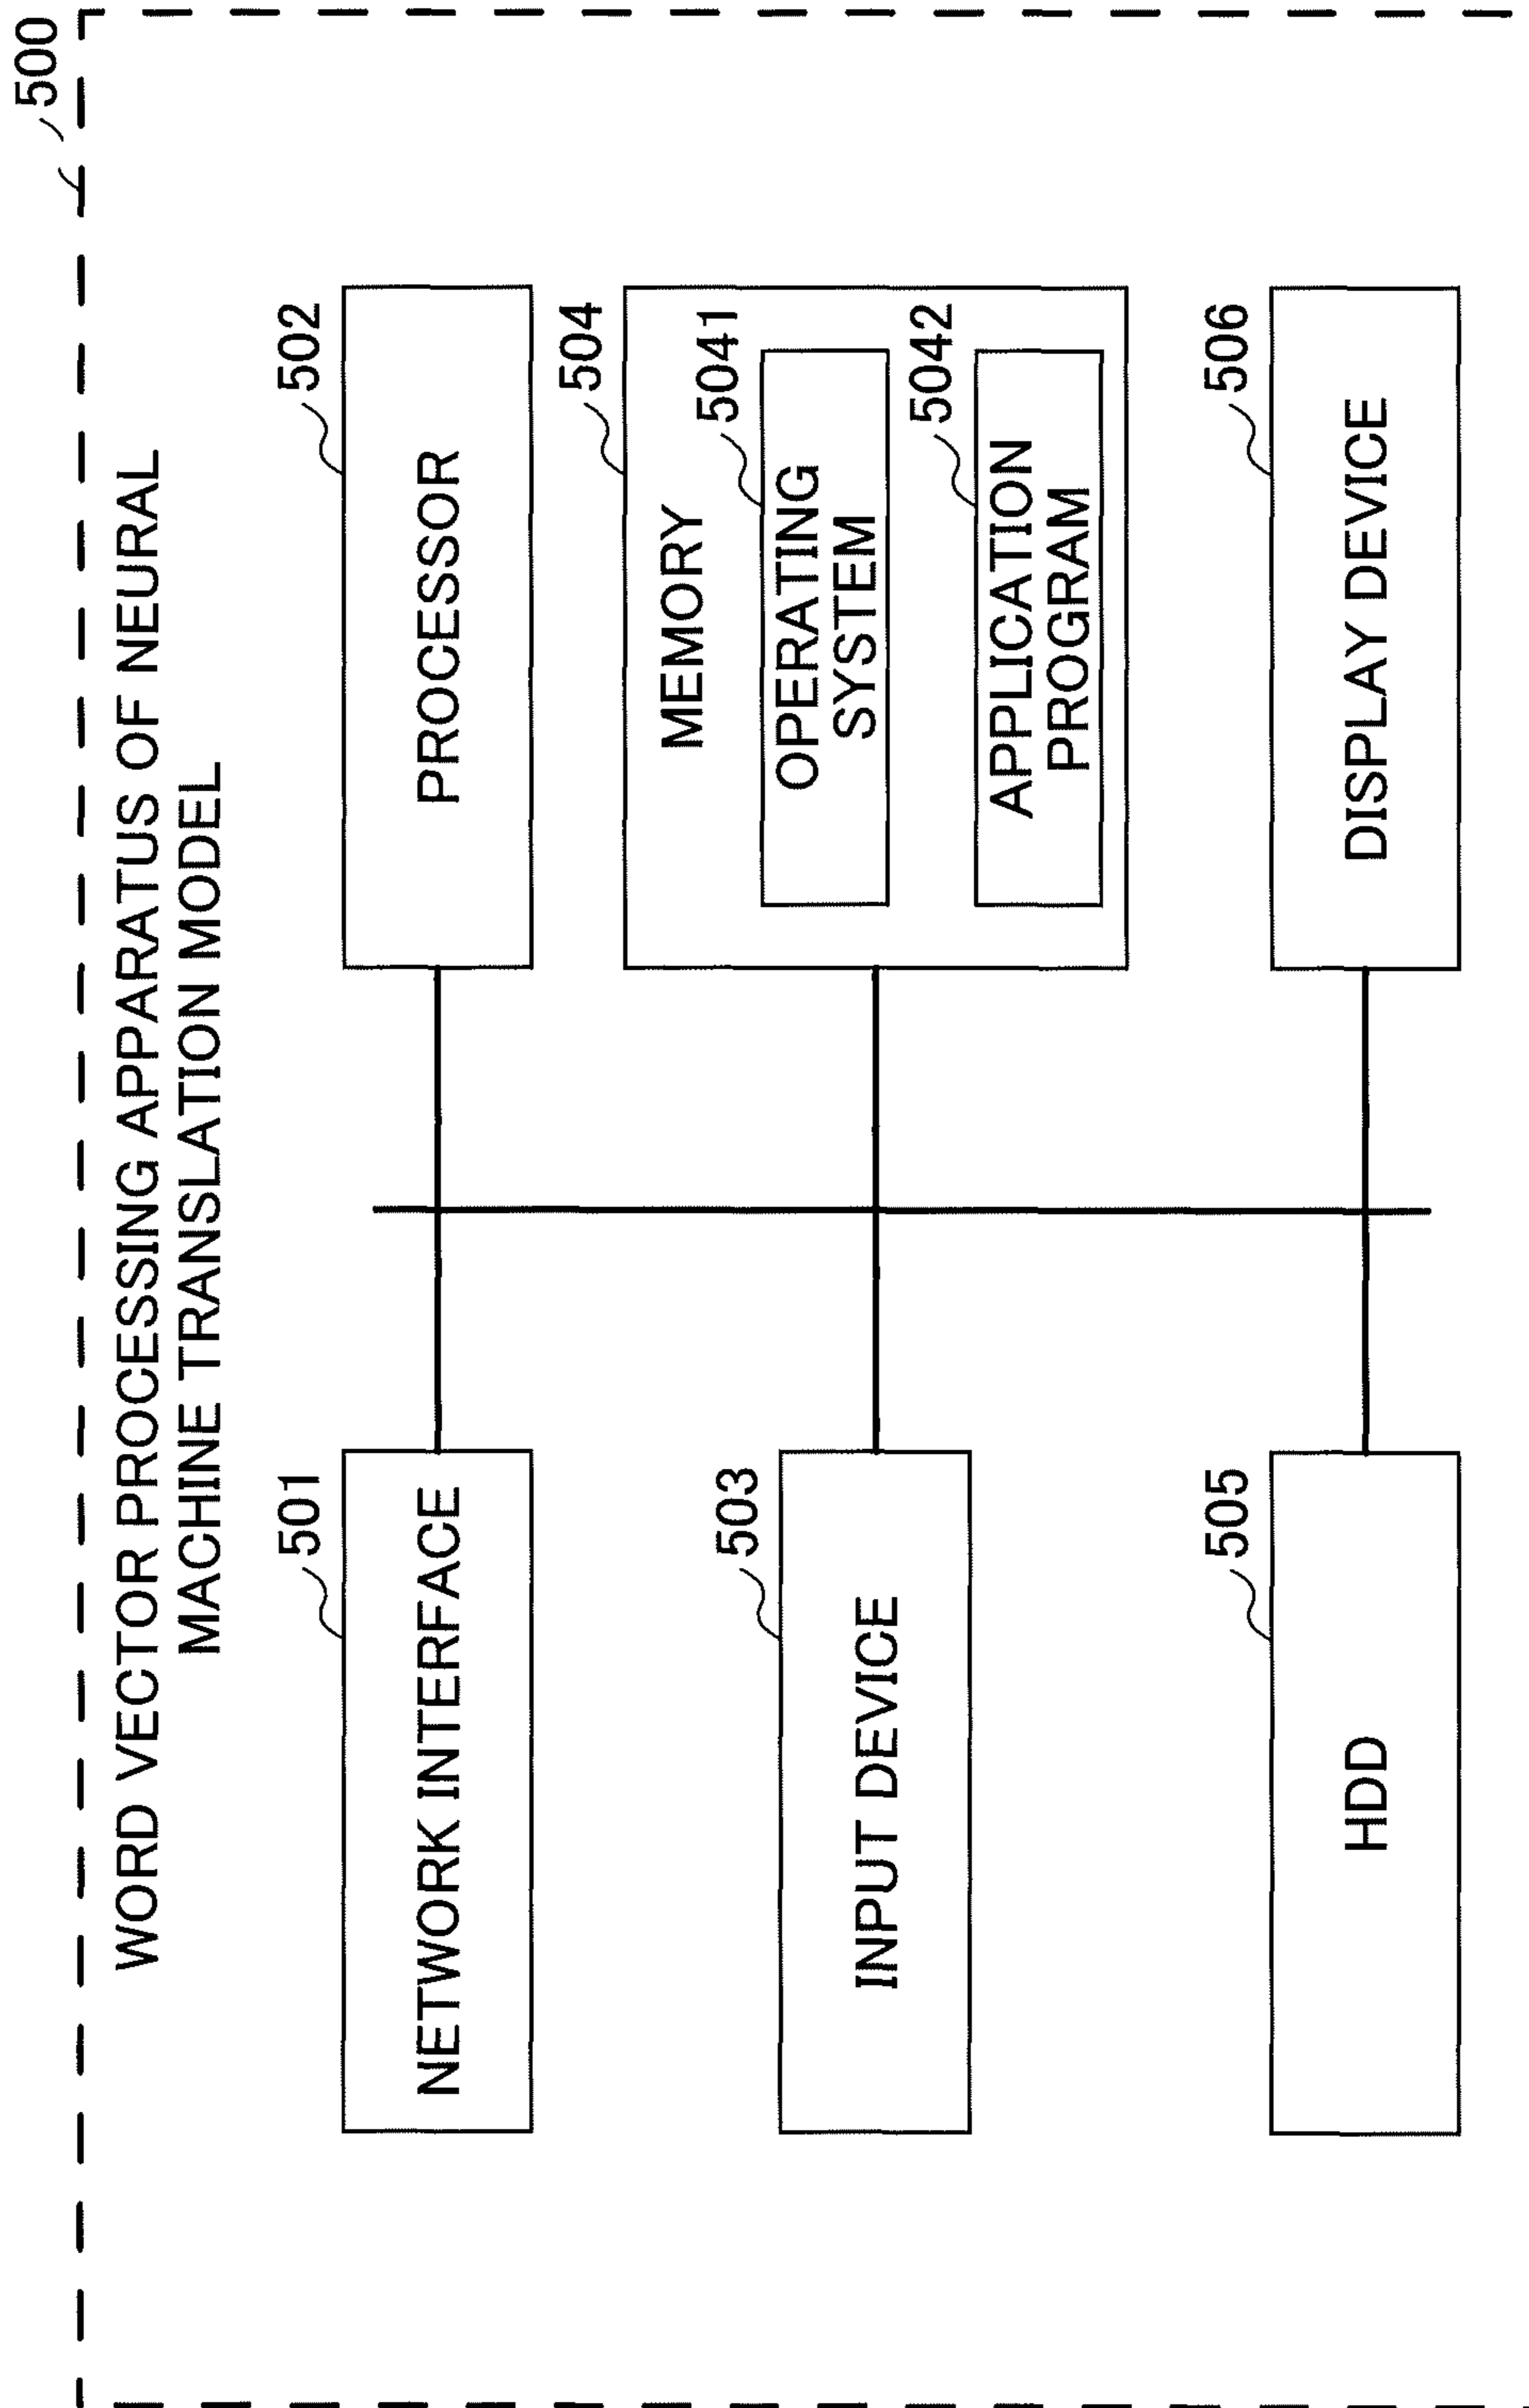 500
WORD VECTOR PROCESSING APPARATUS OF NEURAL
MACHINE TRANSLATION MODEL
501
NETWORK INTERFACE
502
PROCESSOR
503
INPUT DEVICE
504
MEMORY
5041
OPERATING
SYSTEM
5042
APPLICATION
PROGRAM
505
HDD
506
DISPLAY DEVICE